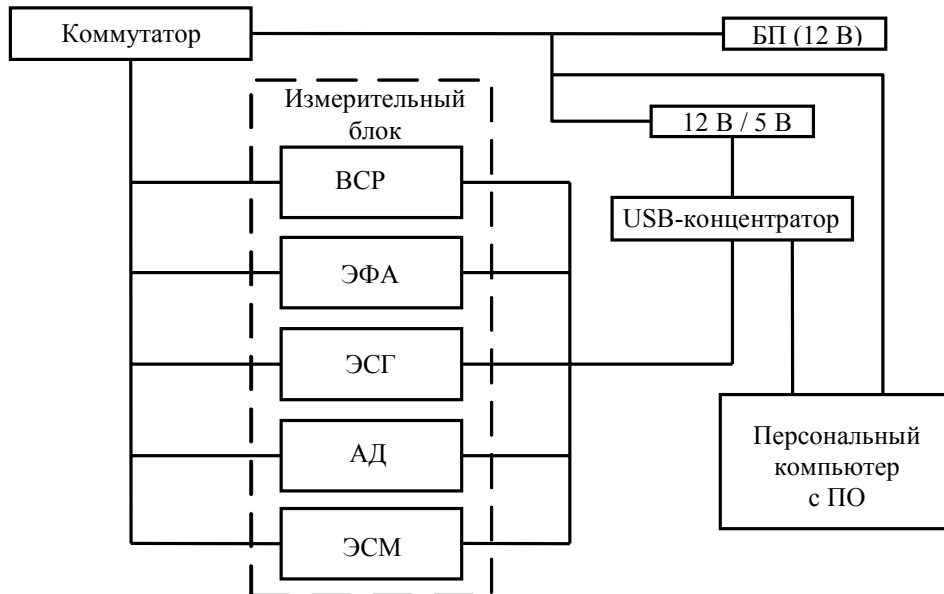 Коммутатор
БП (12 В)
Измерительный
блок
12 В / 5 В
ВСР
USB-концентратор
ЭФА
ЭСГ
АД
Персональный
компьютер
с ПО
ЭСМ